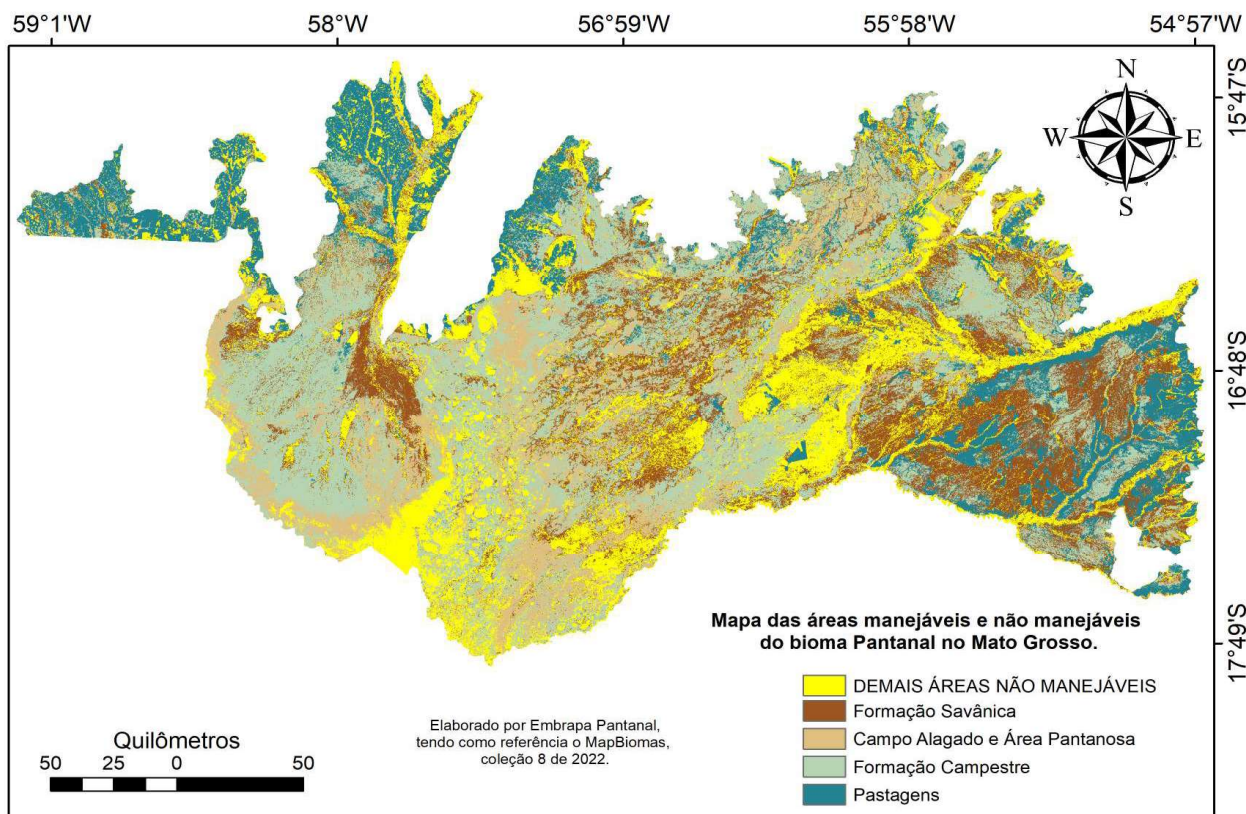 59°1'W 58°W 56°59'W 55°58'W 54°57'W
15°47'S
16°48'S
17°49'S
N
W E
S
Mapa das áreas manejáveis e não manejáveis
do bioma Pantanal no Mato Grosso.
DEMAIS ÁREAS NÃO MANEJÁVEIS
Formação Savânica
Campo Alagado e Área Pantanosa
Formação Campestre
Pastagens
Elaborado por Embrapa Pantanal,
tendo como referência o MapBiomas,
coleção 8 de 2022.
Quilômetros
50 25 0 50